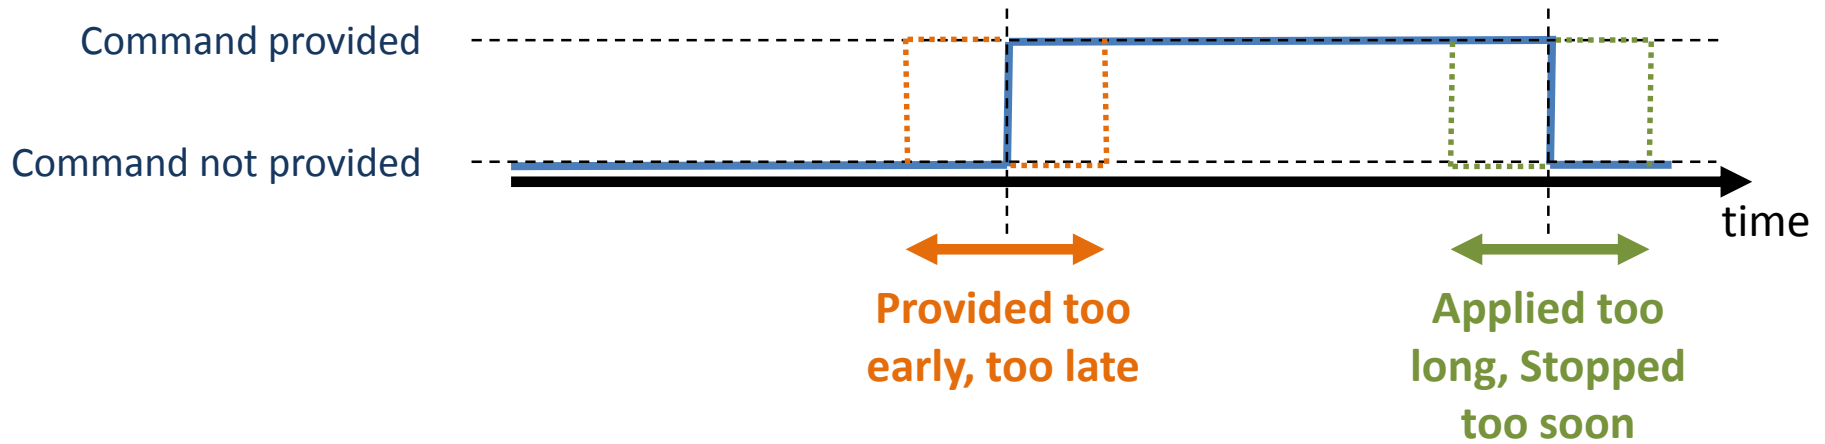 Command provided
Command not provided
time
Provided too
early, too late
Applied too
long, Stopped
too soon